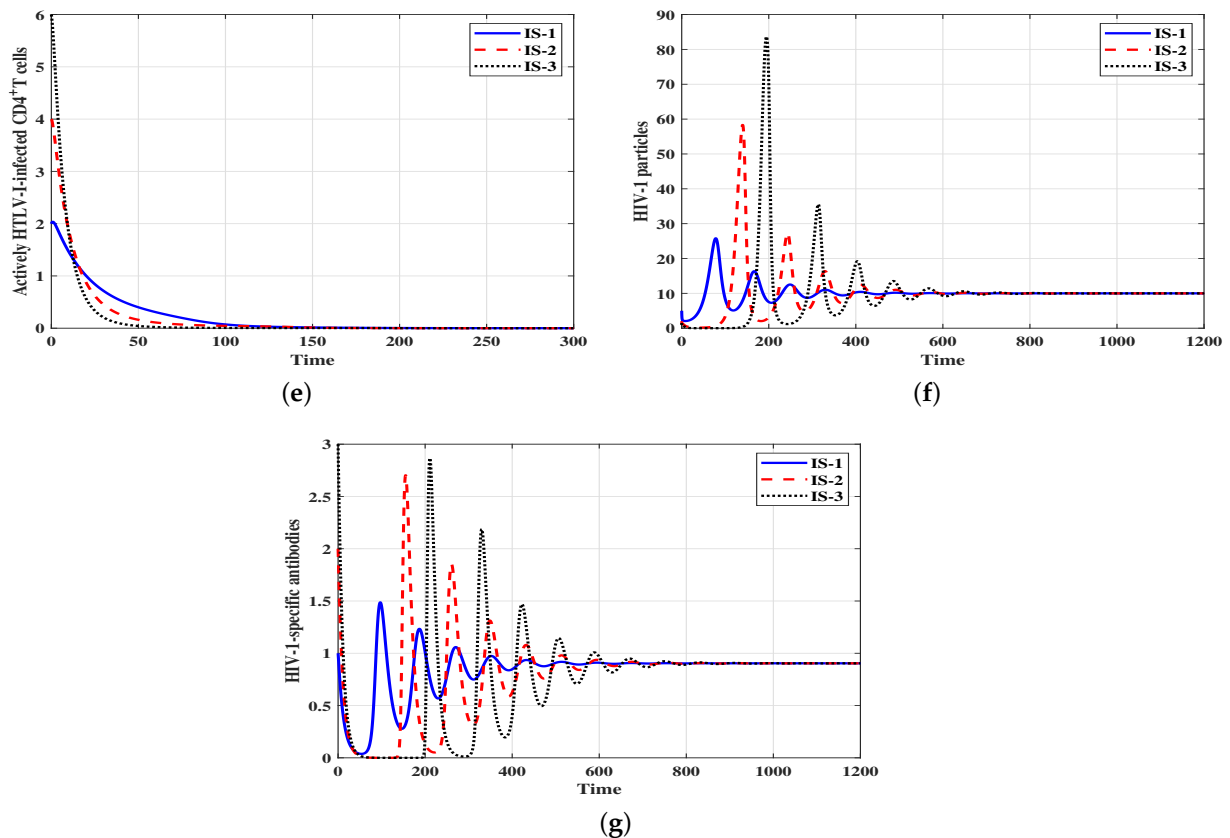 6
5
4
3
2
1
0
Actively HTLV-I-infected CD4+T cells
IS-1
IS-2
IS-3
0 50 100 150 200 250 300
Time
(e)
90
80
70
60
50
40
30
20
10
0
HIV-1 particles
IS-1
IS-2
IS-3
0 200 400 600 800 1000 1200
Time
(f)
3
2.5
2
1.5
1
0.5
0
HIV-1-specific antibodies
IS-1
IS-2
IS-3
0 200 400 600 800 1000 1200
Time
(g)